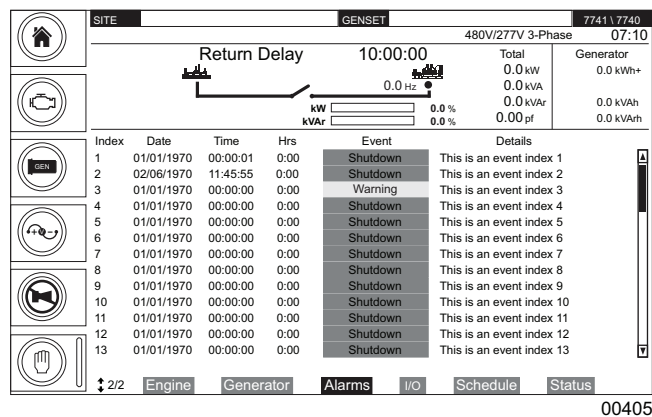 SITE GENSET 7741 \ 7740
480V/277V 3-Phase 07:10
Return Delay 10:00:00 Total Generator
0.0 kW 0.0 kWh+
0.0 Hz 0.0 kVA
kW 0.0 % 0.0 kVAr 0.0 kVAh
kVAr 0.0 % 0.00 pf 0.0 kVArh
Index Date Time Hrs Event Details
1 01/01/1970 00:00:01 0:00 Shutdown This is an event index 1
2 02/06/1970 11:45:55 0:00 Shutdown This is an event index 2
3 01/01/1970 00:00:00 0:00 Warning This is an event index 3
4 01/01/1970 00:00:00 0:00 Shutdown This is an event index 4
5 01/01/1970 00:00:00 0:00 Shutdown This is an event index 5
6 01/01/1970 00:00:00 0:00 Shutdown This is an event index 6
7 01/01/1970 00:00:00 0:00 Shutdown This is an event index 7
8 01/01/1970 00:00:00 0:00 Shutdown This is an event index 8
9 01/01/1970 00:00:00 0:00 Shutdown This is an event index 9
10 01/01/1970 00:00:00 0:00 Shutdown This is an event index 10
11 01/01/1970 00:00:00 0:00 Shutdown This is an event index 11
12 01/01/1970 00:00:00 0:00 Shutdown This is an event index 12
13 01/01/1970 00:00:00 0:00 Shutdown This is an event index 13
GEN
2/2 Engine Generator Alarms I/O Schedule Status
00405